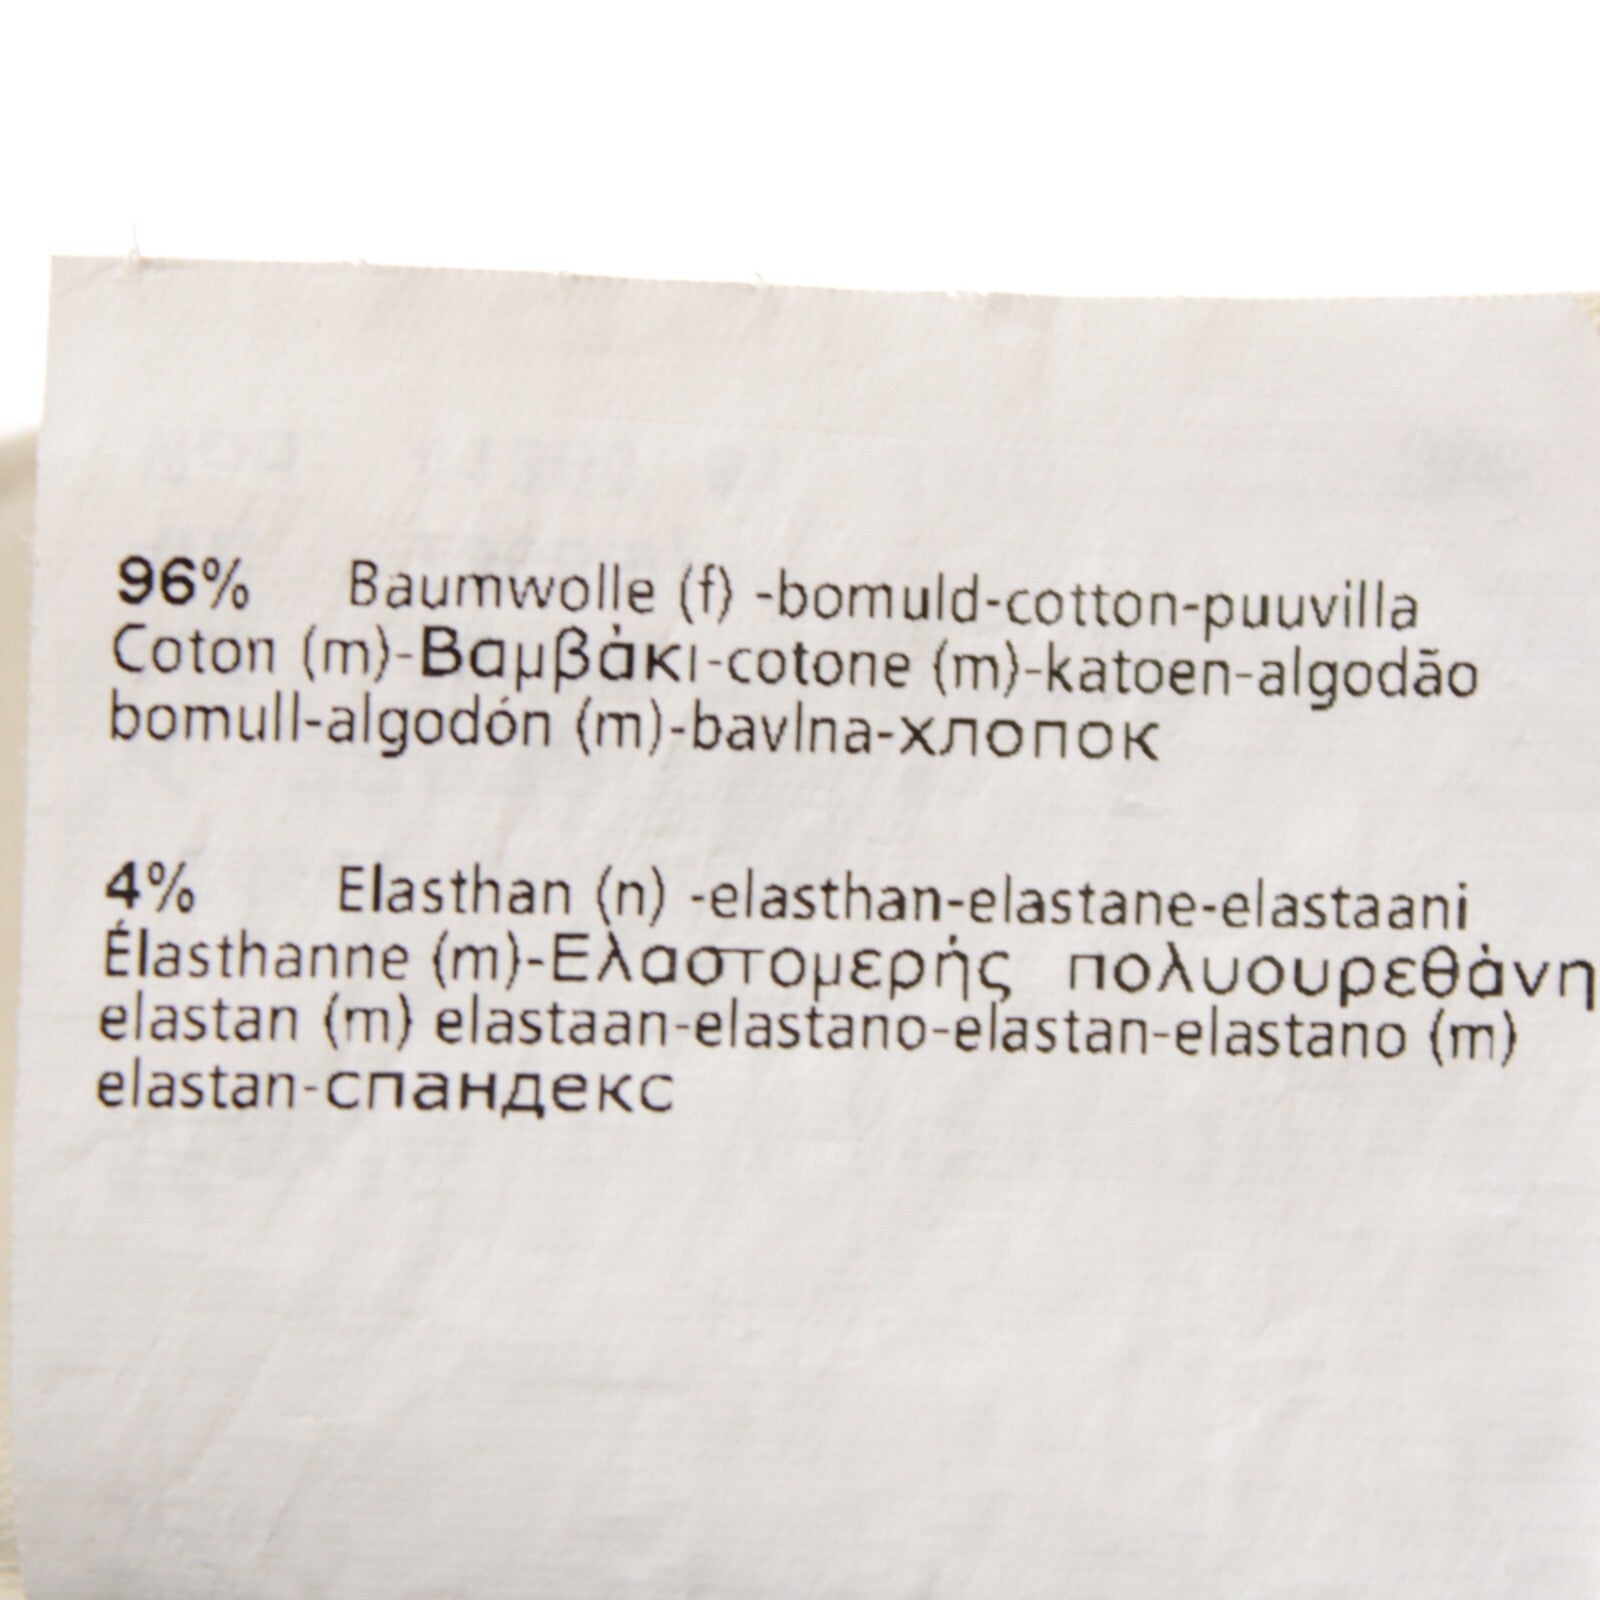 96% Baumwolle (f) -bomuld-cotton-puuvilla
Coton (m)-Βαμβάκι-cotone (m)-katoen-algodão
bomull-algodón (m)-bavlna-хлопок
4% Elasthan (n) -elasthan-elastane-elastaani
Élasthanne (m)-Ελαστομερής πολυουρεθάνη
elastan (m) elastaan-elastano-elastan-elastano (m)
elastan-спандекс